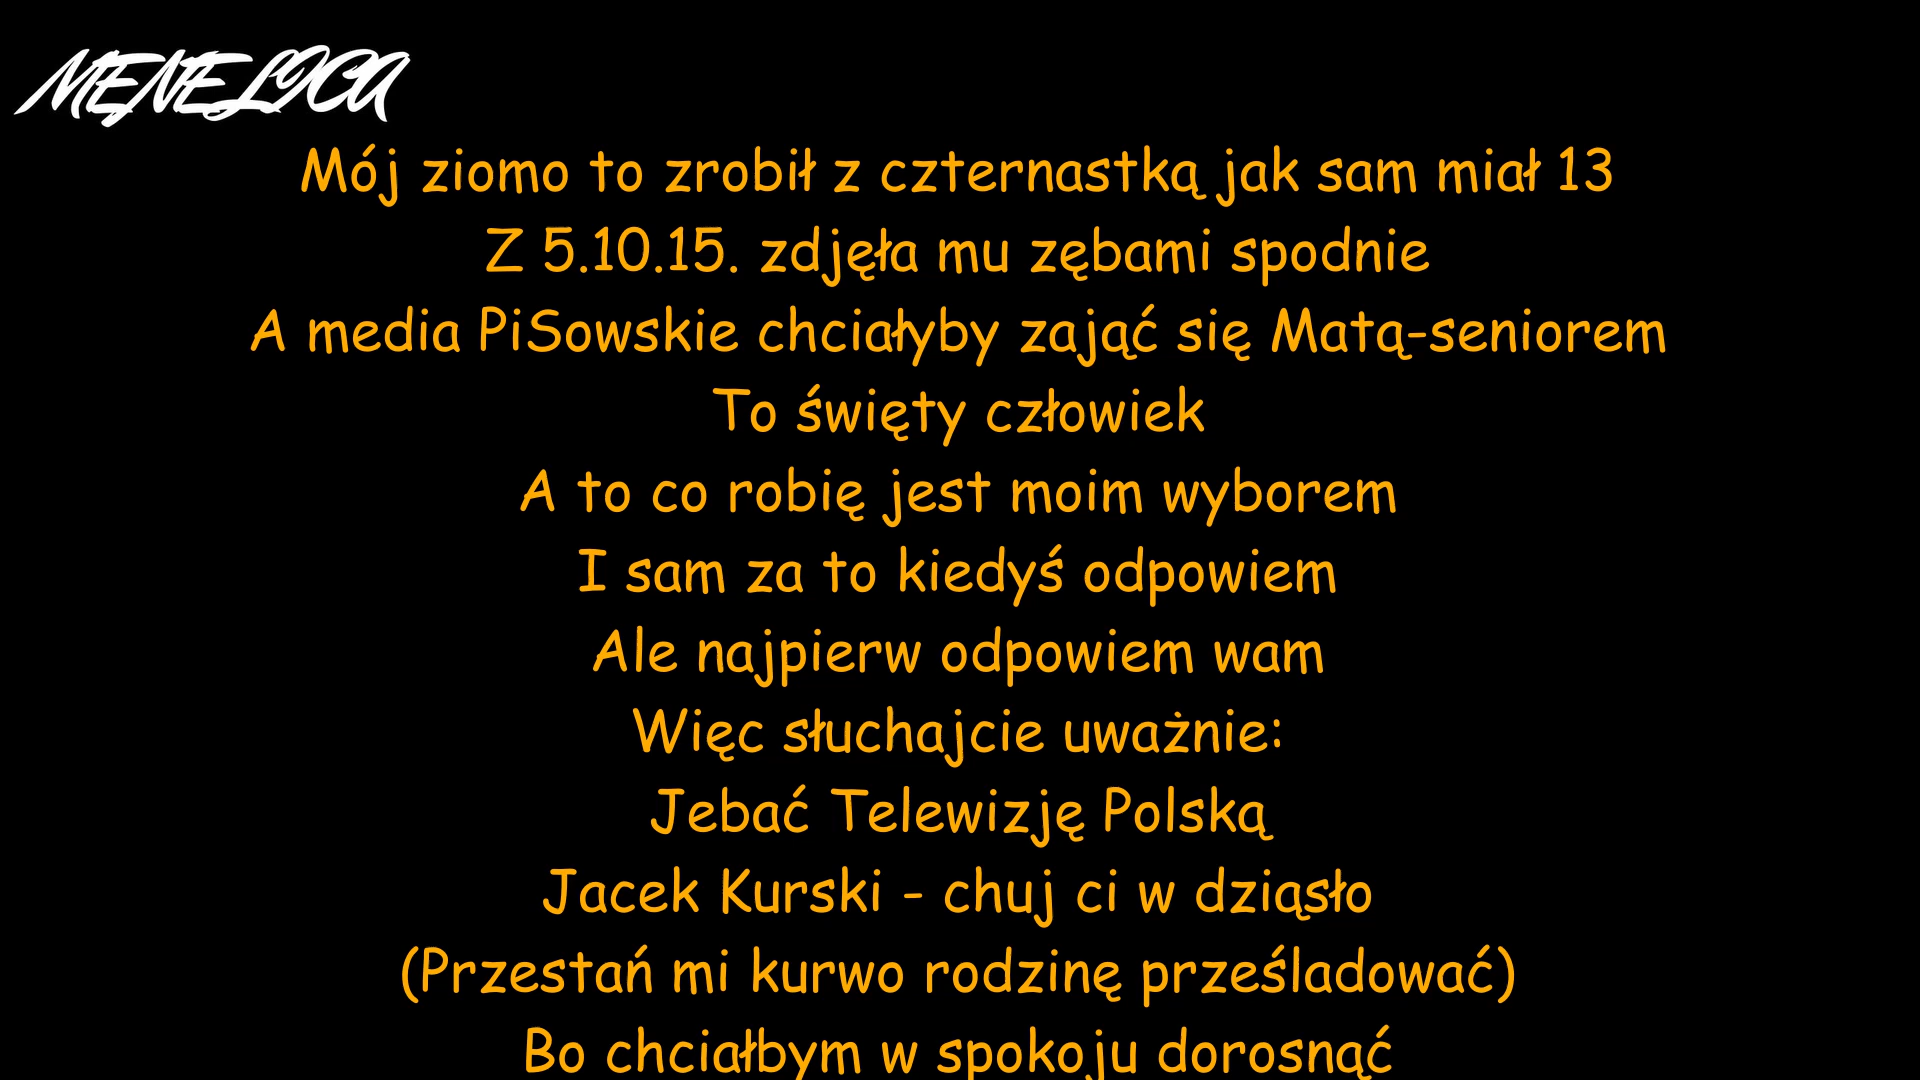 MENELICA
Mój ziomo to zrobił z czternastką jak sam miał 13
Z 5.10.15. zdjęła mu zębami spodnie
A media PiSowskie chciałyby zająć się Matą-seniorem
To święty człowiek
A to co robię jest moim wyborem
I sam za to kiedyś odpowiem
Ale najpierw odpowiem wam
Więc słuchajcie uważnie:
Jebać Telewizję Polską
Jacek Kurski - chuj ci w dziąsło
(Przestań mi kurwo rodzinę prześladować)
Bo chciałbym w spokoju dorosnąć